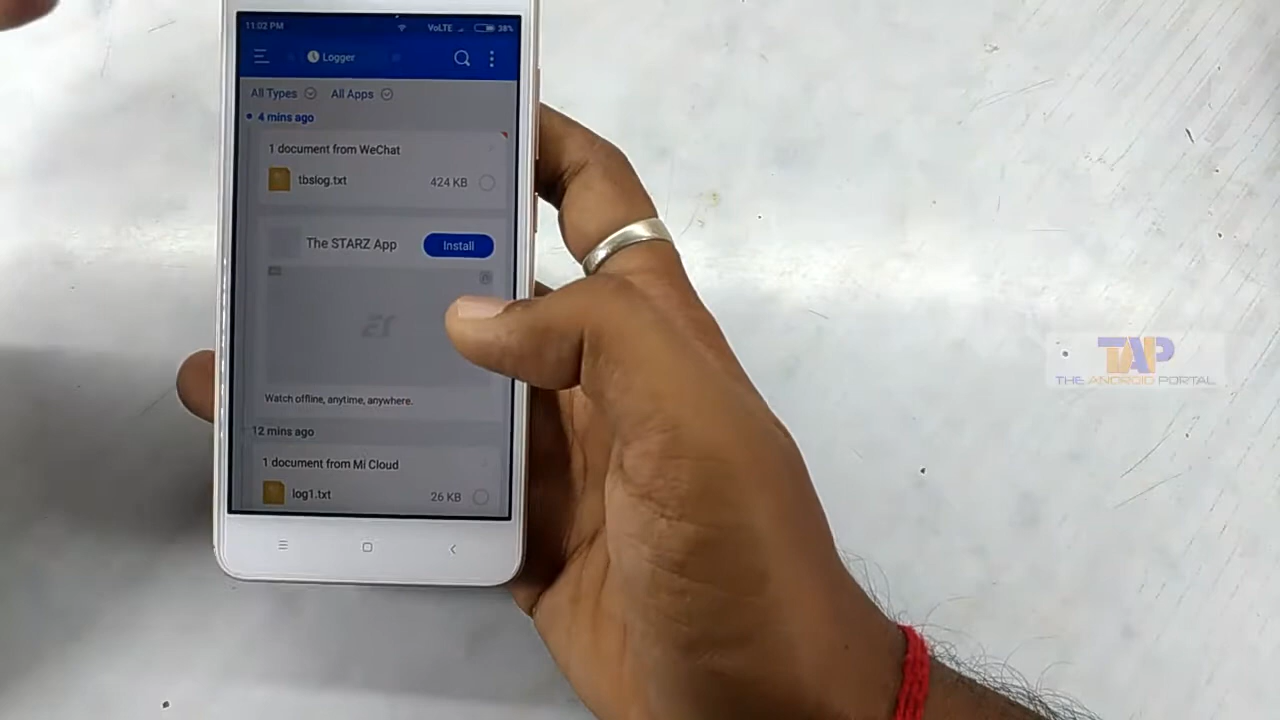 11:02 PM VoLTE 38%
Logger
All Types All Apps
4 mins ago
1 document from WeChat
tbslog.txt 424 KB
The STARZ App Install
Watch offline, anytime, anywhere.
12 mins ago
1 document from Mi Cloud
log1.txt 26 KB
TAP
THE ANDROID PORTAL